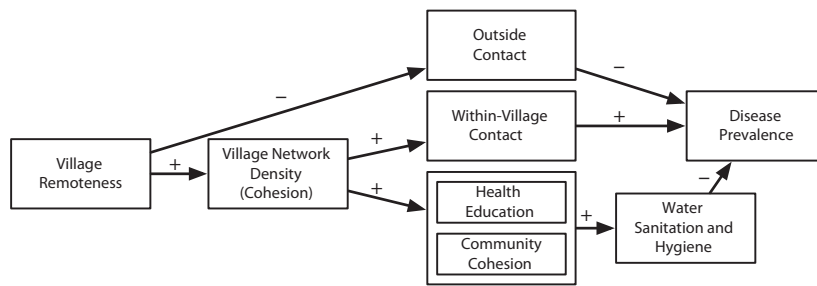 Outside
Contact
−
−
Within-Village
Contact
+
Disease
Prevalence
Village
Remoteness
+
Village Network
Density
(Cohesion)
+
+
Health
Education
Community
Cohesion
+
Water
Sanitation and
Hygiene
−